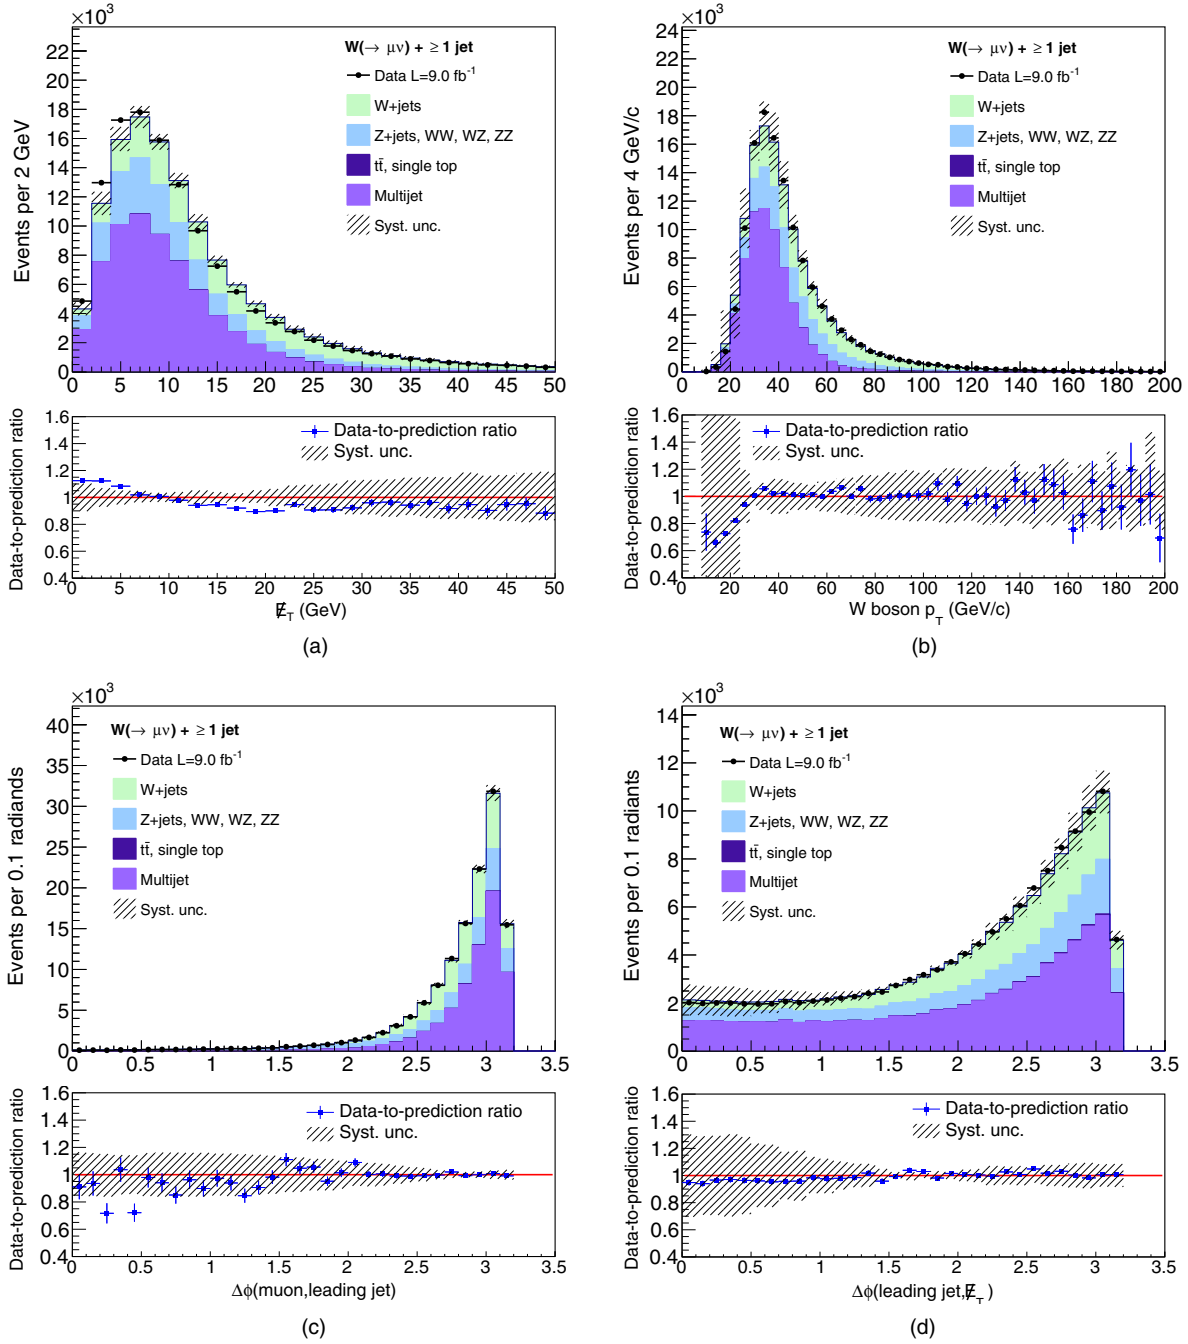 ×10³
Events per 2 GeV
22
20
18
16
14
12
10
8
6
4
2
0
W(→ μν) + ≥ 1 jet
Data L=9.0 fb⁻¹
W+jets
Z+jets, WW, WZ, ZZ
tt̄, single top
Multijet
Syst. unc.
0 5 10 15 20 25 30 35 40 45 50
Data-to-prediction ratio
1.6
1.4
1.2
1
0.8
0.6
0.4
Data-to-prediction ratio
Syst. unc.
0 5 10 15 20 25 30 35 40 45 50
E̸_T (GeV)
(a)
×10³
Events per 4 GeV/c
24
22
20
18
16
14
12
10
8
6
4
2
0
W(→ μν) + ≥ 1 jet
Data L=9.0 fb⁻¹
W+jets
Z+jets, WW, WZ, ZZ
tt̄, single top
Multijet
Syst. unc.
0 20 40 60 80 100 120 140 160 180 200
Data-to-prediction ratio
1.6
1.4
1.2
1
0.8
0.6
0.4
Data-to-prediction ratio
Syst. unc.
0 20 40 60 80 100 120 140 160 180 200
W boson p_T (GeV/c)
(b)
×10³
Events per 0.1 radiands
40
35
30
25
20
15
10
5
0
W(→ μν) + ≥ 1 jet
Data L=9.0 fb⁻¹
W+jets
Z+jets, WW, WZ, ZZ
tt̄, single top
Multijet
Syst. unc.
0 0.5 1 1.5 2 2.5 3 3.5
Data-to-prediction ratio
1.6
1.4
1.2
1
0.8
0.6
0.4
Data-to-prediction ratio
Syst. unc.
0 0.5 1 1.5 2 2.5 3 3.5
Δϕ(muon,leading jet)
(c)
×10³
Events per 0.1 radiants
14
12
10
8
6
4
2
0
W(→ μν) + ≥ 1 jet
Data L=9.0 fb⁻¹
W+jets
Z+jets, WW, WZ, ZZ
tt̄, single top
Multijet
Syst. unc.
0 0.5 1 1.5 2 2.5 3 3.5
Data-to-prediction ratio
1.6
1.4
1.2
1
0.8
0.6
0.4
Data-to-prediction ratio
Syst. unc.
0 0.5 1 1.5 2 2.5 3 3.5
Δϕ(leading jet,E̸_T)
(d)